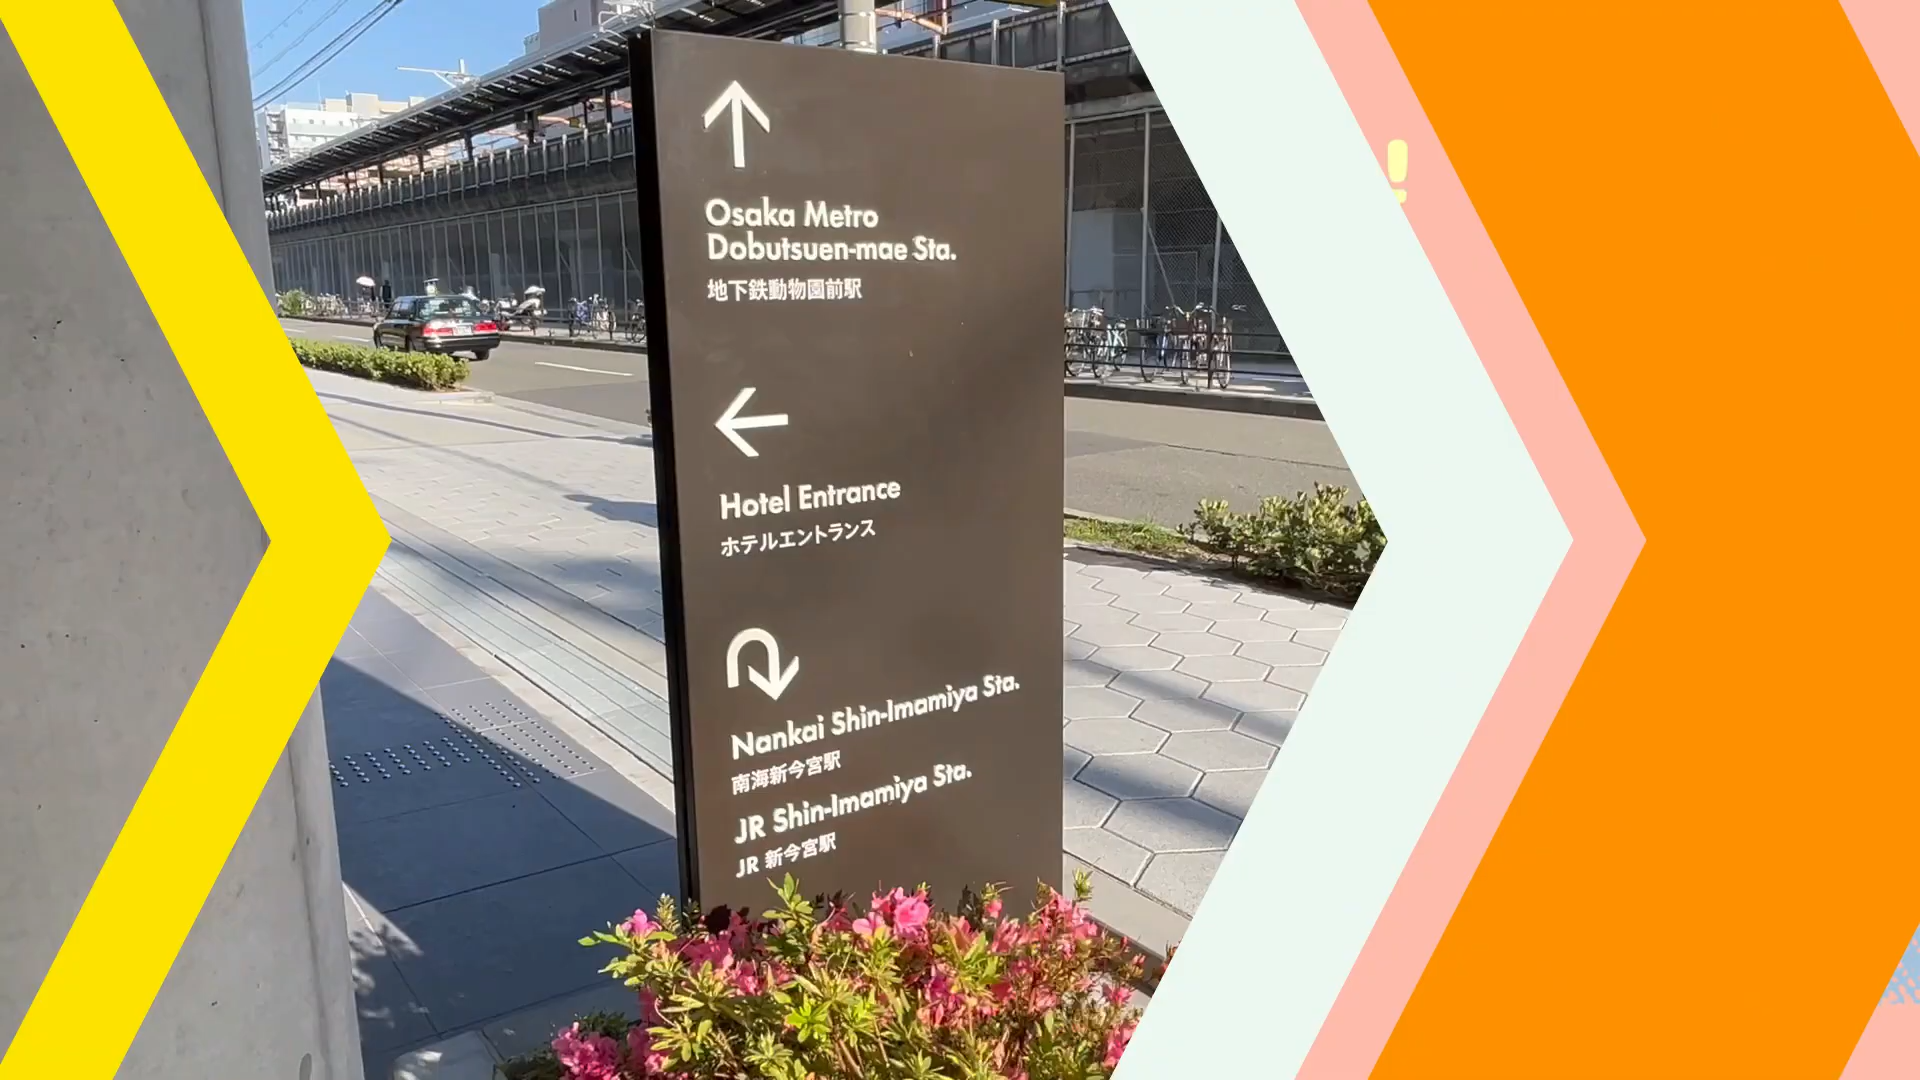 Osaka Metro
Dobutsuen-mae Sta.
地下鉄動物園前駅
Hotel Entrance
ホテルエントランス
Nankai Shin-Imamiya Sta.
南海新今宮駅
JR Shin-Imamiya Sta.
JR 新今宮駅
!